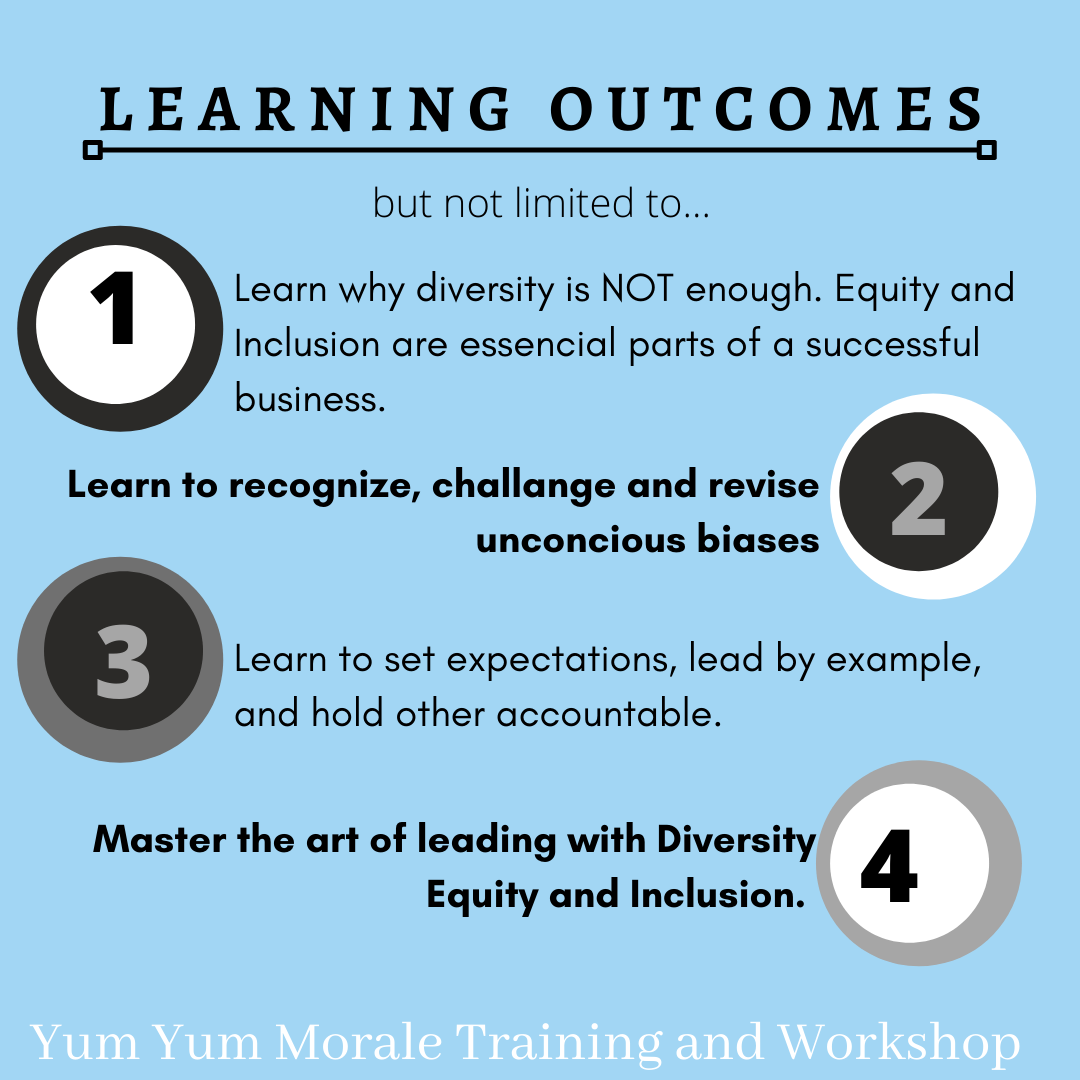 LEARNING OUTCOMES
but not limited to...
1
Learn why diversity is NOT enough. Equity and
Inclusion are essencial parts of a successful
business.
2
Learn to recognize, challange and revise
unconcious biases
3
Learn to set expectations, lead by example,
and hold other accountable.
4
Master the art of leading with Diversity
Equity and Inclusion.
Yum Yum Morale Training and Workshop